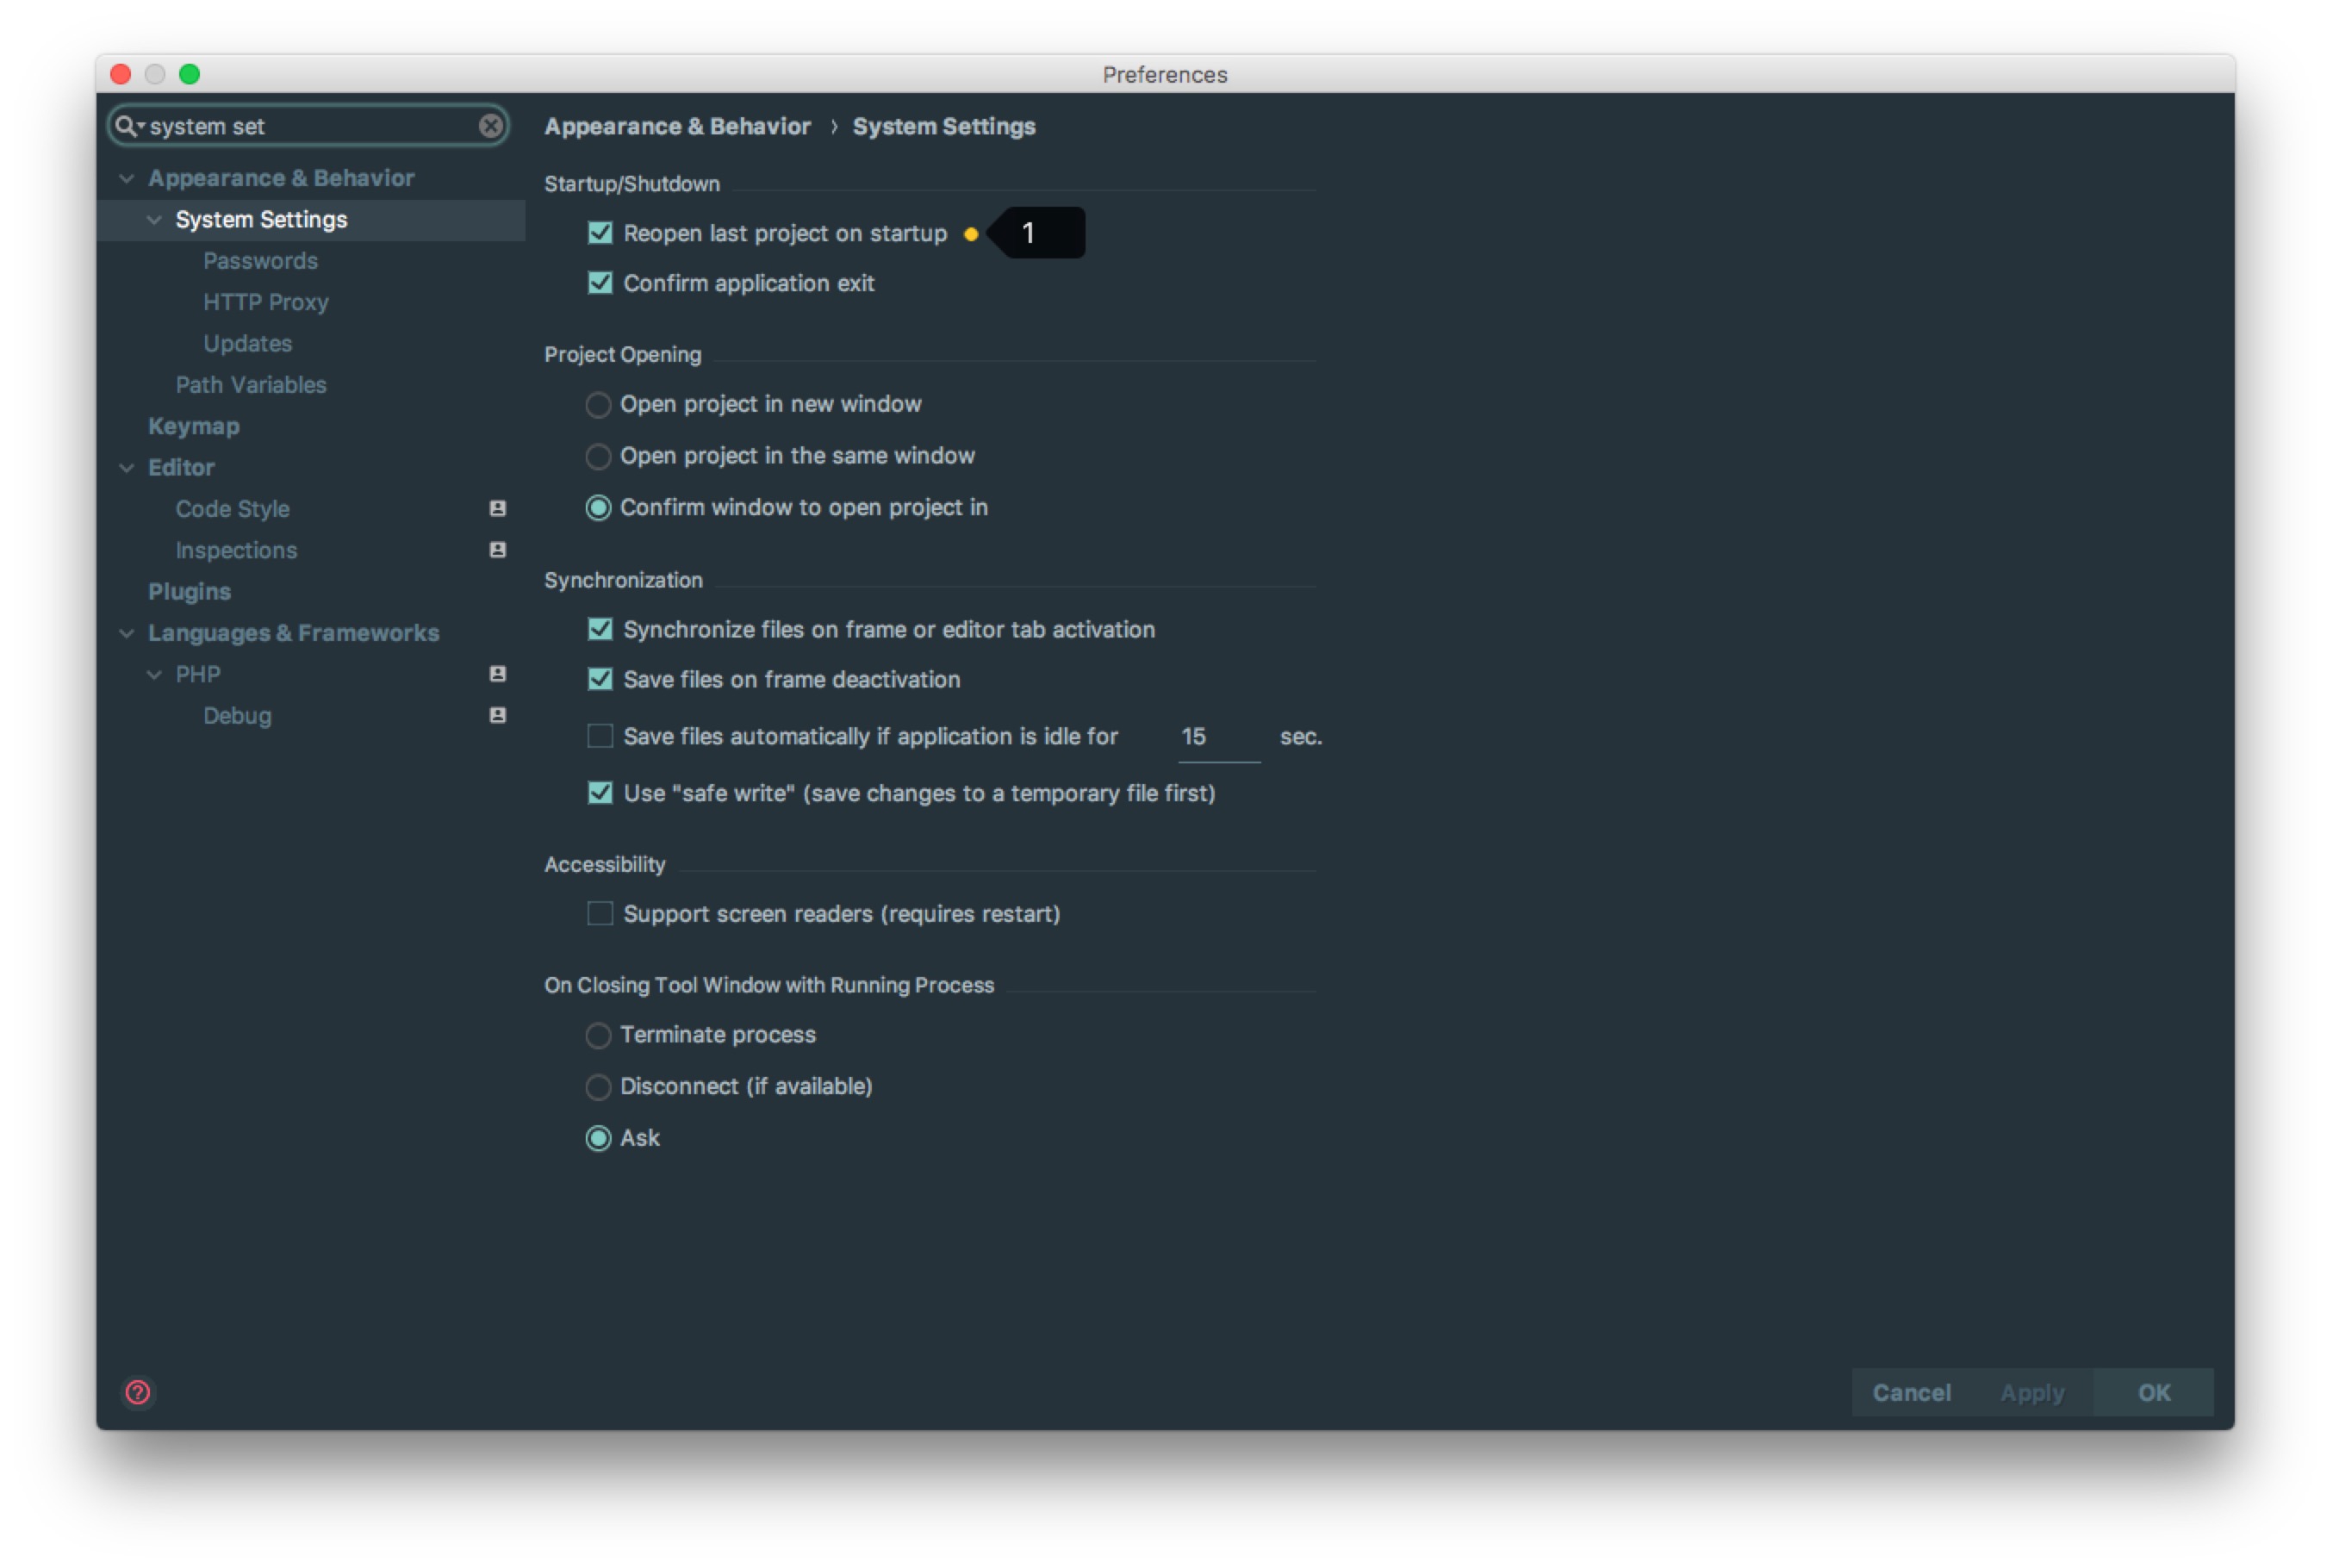 Preferences
system set
Appearance & Behavior
System Settings
Passwords
HTTP Proxy
Updates
Path Variables
Keymap
Editor
Code Style
Inspections
Plugins
Languages & Frameworks
PHP
Debug
Appearance & Behavior › System Settings
Startup/Shutdown
Reopen last project on startup 1
Confirm application exit
Project Opening
Open project in new window
Open project in the same window
Confirm window to open project in
Synchronization
Synchronize files on frame or editor tab activation
Save files on frame deactivation
Save files automatically if application is idle for 15 sec.
Use "safe write" (save changes to a temporary file first)
Accessibility
Support screen readers (requires restart)
On Closing Tool Window with Running Process
Terminate process
Disconnect (if available)
Ask
? Cancel Apply OK